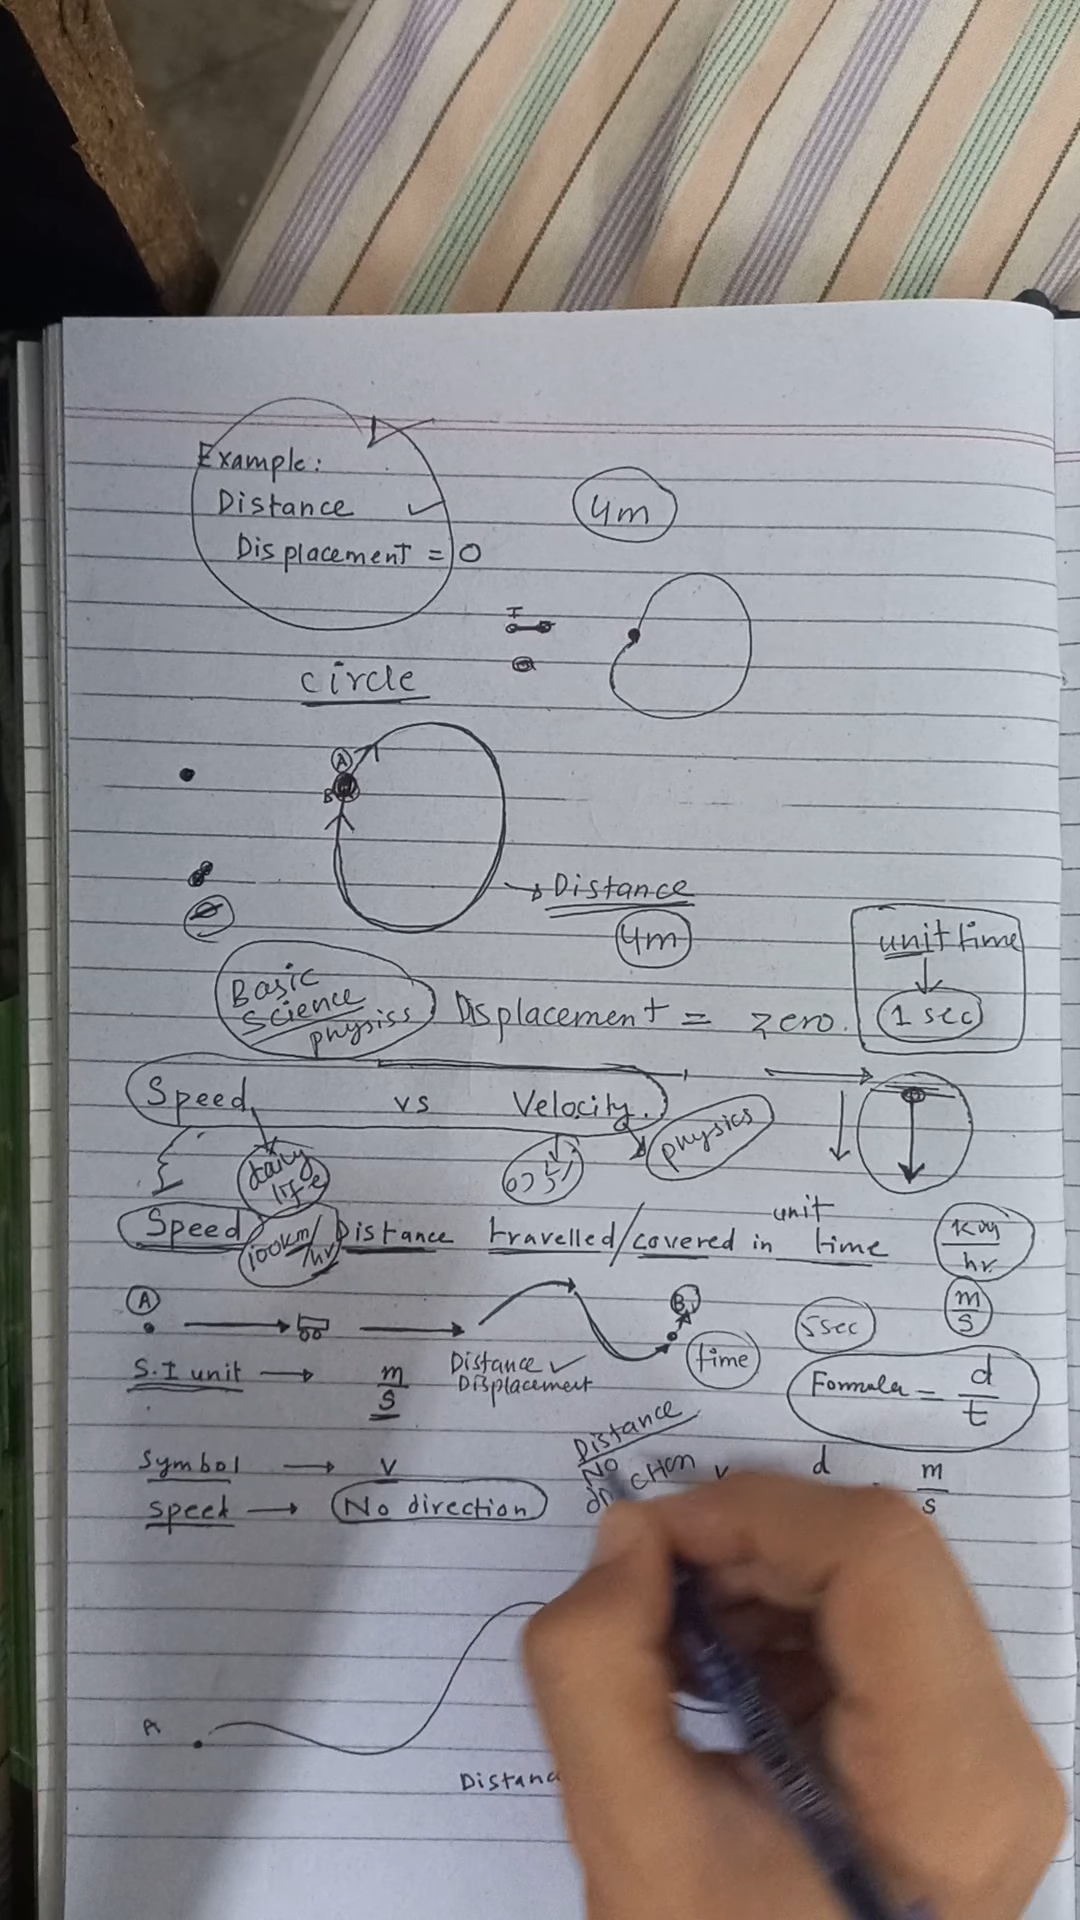 Example:
Distance
Displacement = 0
4m
I
circle
A
B
Distance
4m
unit time
1 sec
Basic
Science
physiss
Displacement = zero.
Speed vs Velocity.
daily
life
physics
Speed 100km/hr Distance travelled/covered in unit time
hr.
m
s
A
B
5sec
time
Distance
Displacement
S.I unit → m
s
Formula = d
t
Distance
No
Symbol → v
d
m
s
speed → No direction
A
Distanc